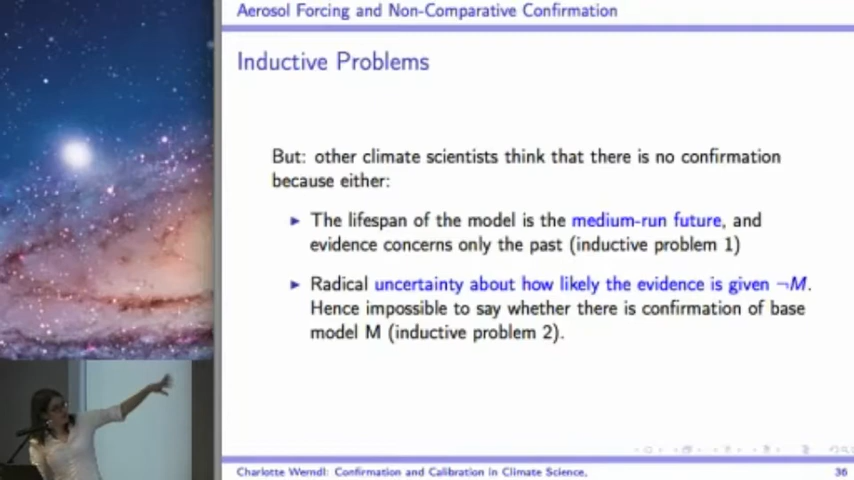 Aerosol Forcing and Non-Comparative Confirmation
Inductive Problems
But: other climate scientists think that there is no confirmation
because either:
► The lifespan of the model is the medium-run future, and
evidence concerns only the past (inductive problem 1)
► Radical uncertainty about how likely the evidence is given ¬M.
Hence impossible to say whether there is confirmation of base
model M (inductive problem 2).
Charlotte Werndl: Confirmation and Calibration in Climate Science,
36